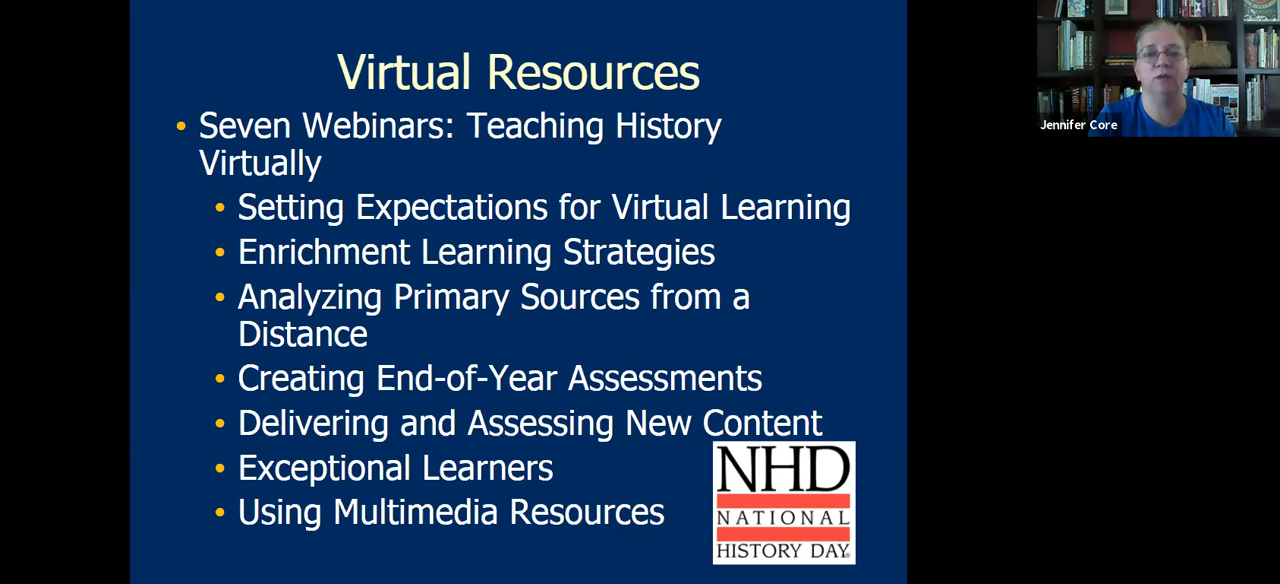 Virtual Resources
• Seven Webinars: Teaching History
Virtually
• Setting Expectations for Virtual Learning
• Enrichment Learning Strategies
• Analyzing Primary Sources from a
Distance
• Creating End-of-Year Assessments
• Delivering and Assessing New Content
• Exceptional Learners
• Using Multimedia Resources
NHD
NATIONAL
HISTORY DAY®
Jennifer Core